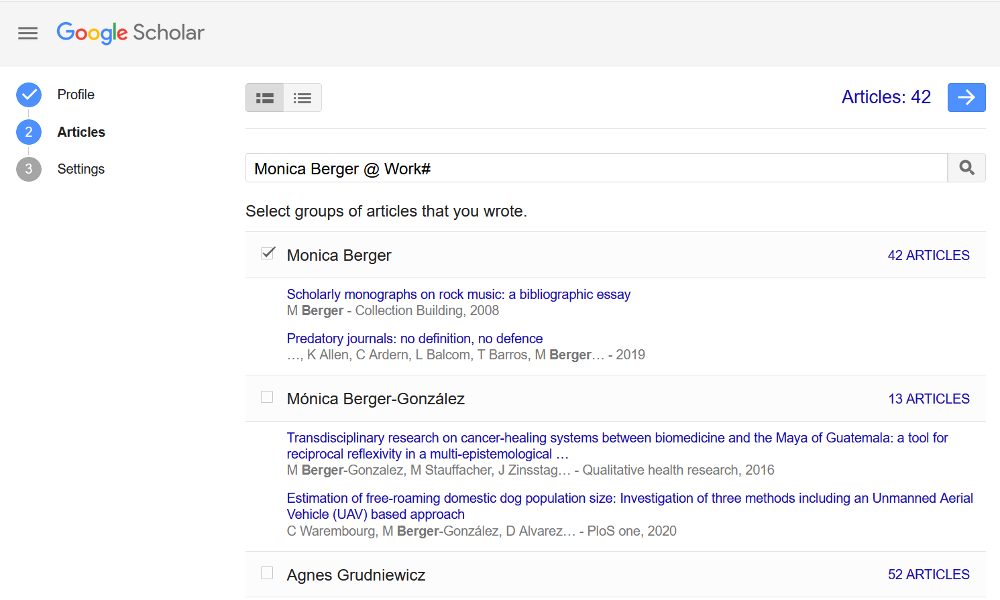 Google Scholar
Profile
2 Articles
3 Settings
Articles: 42
Monica Berger @ Work#
Select groups of articles that you wrote.
Monica Berger 42 ARTICLES
Scholarly monographs on rock music: a bibliographic essay
M Berger - Collection Building, 2008
Predatory journals: no definition, no defence
…, K Allen, C Ardern, L Balcom, T Barros, M Berger… - 2019
Mónica Berger-González 13 ARTICLES
Transdisciplinary research on cancer-healing systems between biomedicine and the Maya of Guatemala: a tool for
reciprocal reflexivity in a multi-epistemological …
M Berger-Gonzalez, M Stauffacher, J Zinsstag… - Qualitative health research, 2016
Estimation of free-roaming domestic dog population size: Investigation of three methods including an Unmanned Aerial
Vehicle (UAV) based approach
C Warembourg, M Berger-González, D Alvarez… - PloS one, 2020
Agnes Grudniewicz 52 ARTICLES